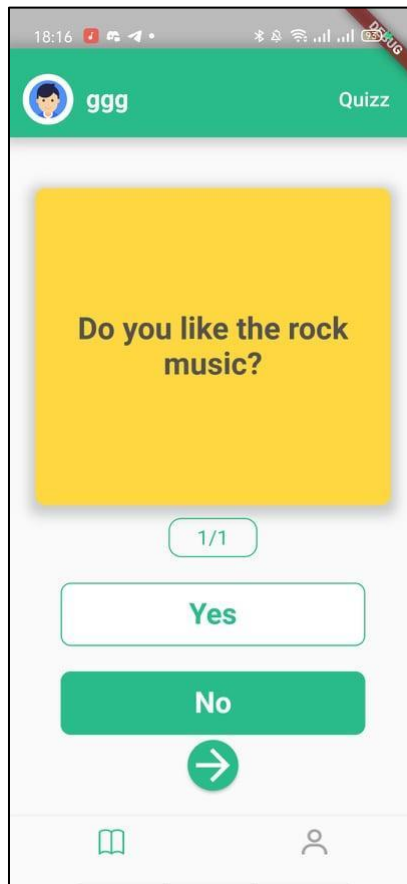 18:16
DEBUG
ggg
Quizz
Do you like the rock
music?
1/1
Yes
No